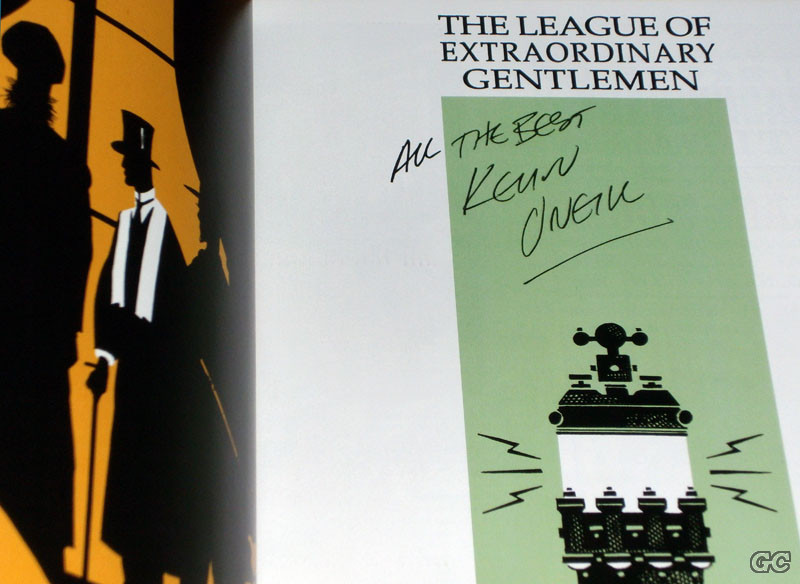 THE LEAGUE OF
EXTRAORDINARY
GENTLEMEN
ALL THE BEST
KEVIN
O'NEILL
GC